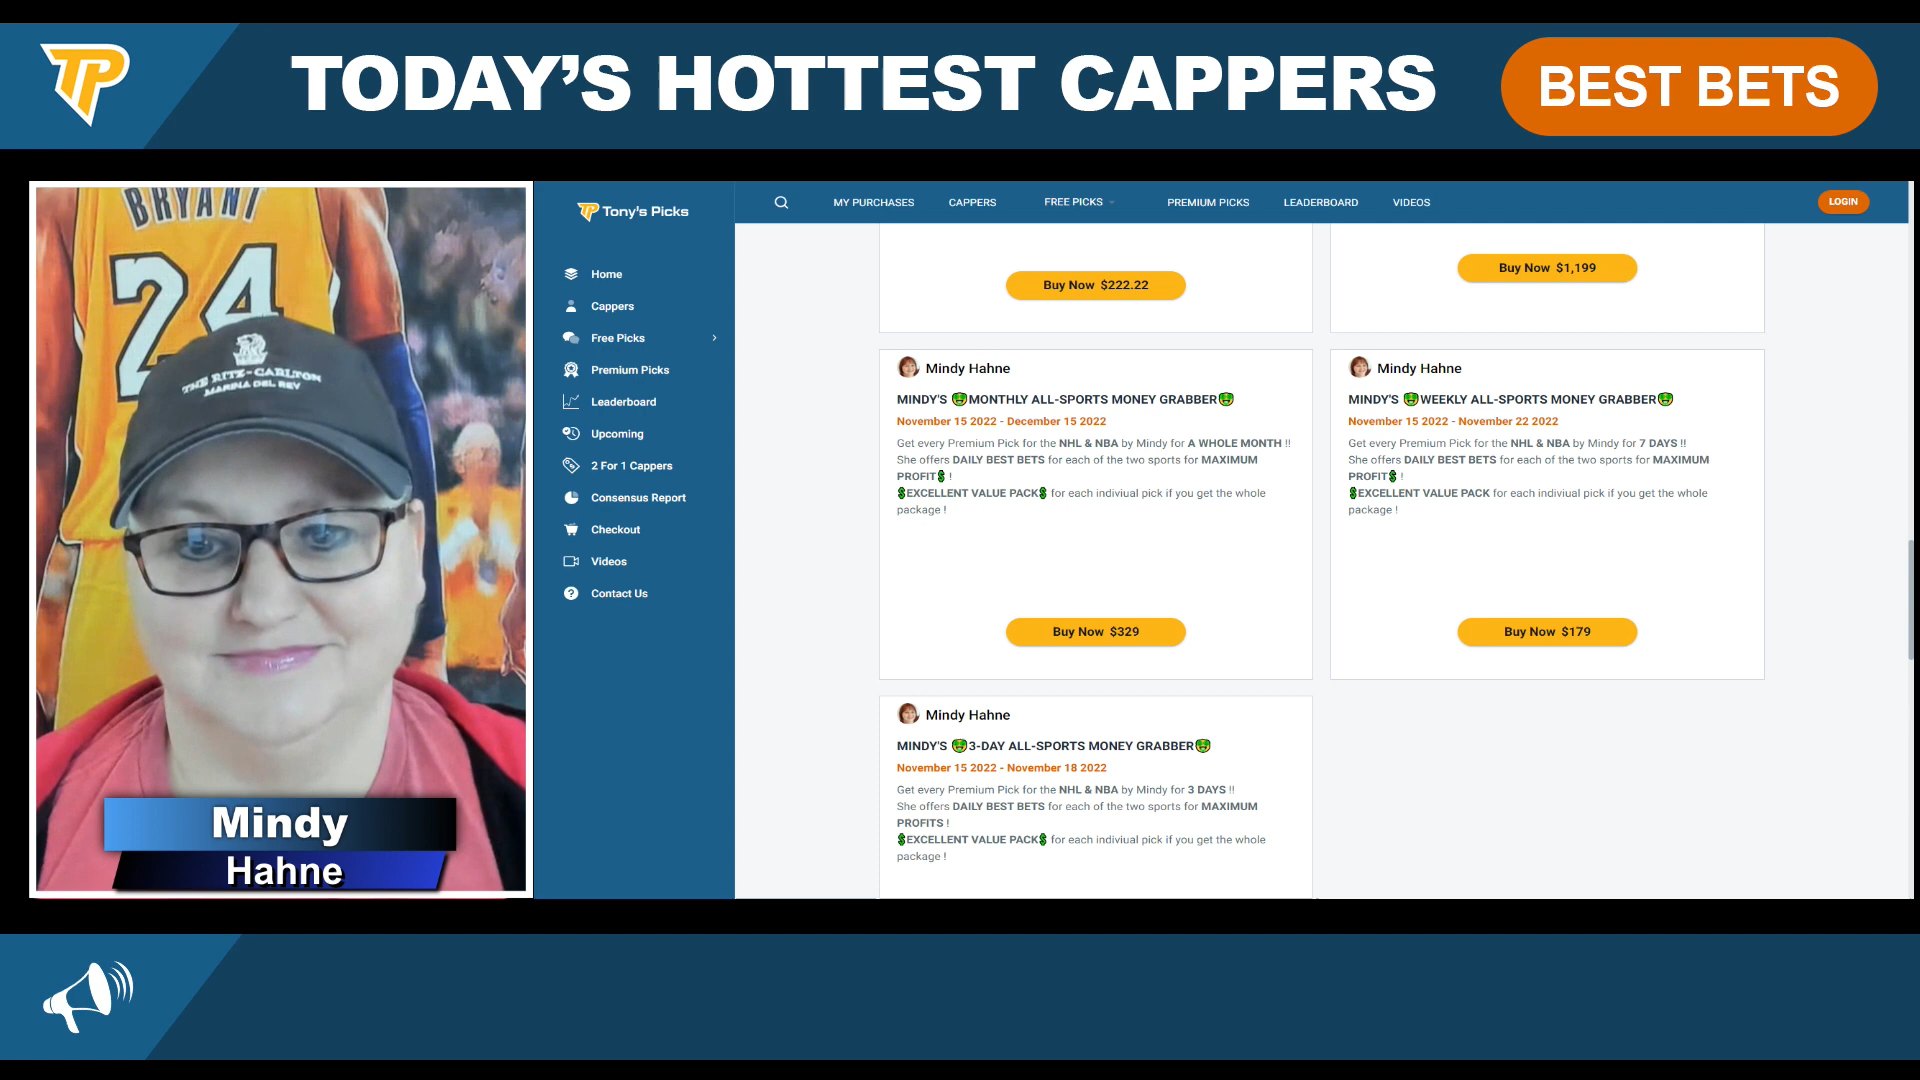 TP
TODAY’S HOTTEST CAPPERS
BEST BETS
BRYANT
24
THE RITZ-CARLTON
MARINA DEL REY
Mindy
Hahne
TP Tony's Picks
Home
Cappers
Free Picks
Premium Picks
Leaderboard
Upcoming
2 For 1 Cappers
Consensus Report
Checkout
Videos
Contact Us
MY PURCHASES
CAPPERS
FREE PICKS
PREMIUM PICKS
LEADERBOARD
VIDEOS
LOGIN
Buy Now $222.22
Buy Now $1,199
Mindy Hahne
MINDY'S 🤑MONTHLY ALL-SPORTS MONEY GRABBER🤑
November 15 2022 - December 15 2022
Get every Premium Pick for the NHL & NBA by Mindy for A WHOLE MONTH !!
She offers DAILY BEST BETS for each of the two sports for MAXIMUM
PROFIT💲 !
💲EXCELLENT VALUE PACK💲 for each indiviual pick if you get the whole
package !
Buy Now $329
Mindy Hahne
MINDY'S 🤑WEEKLY ALL-SPORTS MONEY GRABBER🤑
November 15 2022 - November 22 2022
Get every Premium Pick for the NHL & NBA by Mindy for 7 DAYS !!
She offers DAILY BEST BETS for each of the two sports for MAXIMUM
PROFIT💲 !
💲EXCELLENT VALUE PACK for each indiviual pick if you get the whole
package !
Buy Now $179
Mindy Hahne
MINDY'S 🤑3-DAY ALL-SPORTS MONEY GRABBER🤑
November 15 2022 - November 18 2022
Get every Premium Pick for the NHL & NBA by Mindy for 3 DAYS !!
She offers DAILY BEST BETS for each of the two sports for MAXIMUM
PROFITS !
💲EXCELLENT VALUE PACK💲 for each indiviual pick if you get the whole
package !